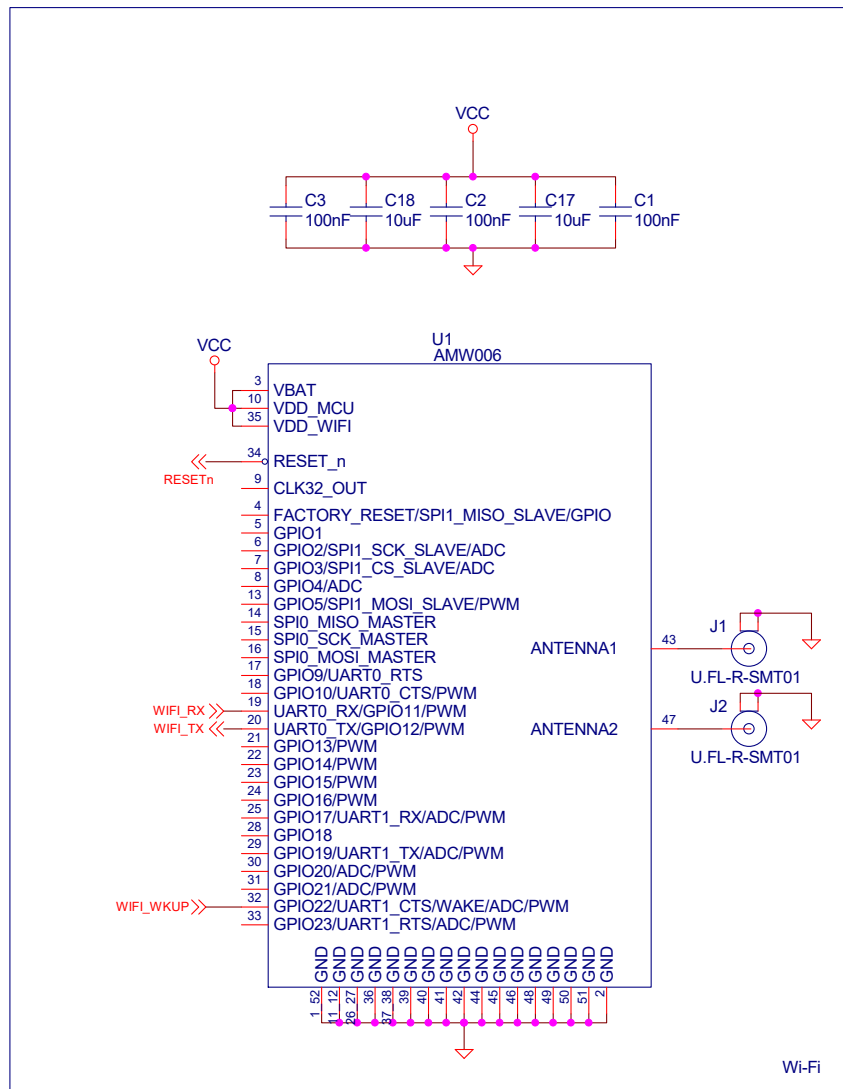 VCC
C3
100nF
C18
10uF
C2
100nF
C17
10uF
C1
100nF
U1
AMW006
VCC
3 VBAT
10 VDD_MCU
35 VDD_WIFI
RESETn 34 RESET_n
9 CLK32_OUT
4 FACTORY_RESET/SPI1_MISO_SLAVE/GPIO
5 GPIO1
6 GPIO2/SPI1_SCK_SLAVE/ADC
7 GPIO3/SPI1_CS_SLAVE/ADC
8 GPIO4/ADC
13 GPIO5/SPI1_MOSI_SLAVE/PWM
14 SPI0_MISO_MASTER
15 SPI0_SCK_MASTER
16 SPI0_MOSI_MASTER
17 GPIO9/UART0_RTS
18 GPIO10/UART0_CTS/PWM
WIFI_RX 19 UART0_RX/GPIO11/PWM
WIFI_TX 20 UART0_TX/GPIO12/PWM
21 GPIO13/PWM
22 GPIO14/PWM
23 GPIO15/PWM
24 GPIO16/PWM
25 GPIO17/UART1_RX/ADC/PWM
28 GPIO18
29 GPIO19/UART1_TX/ADC/PWM
30 GPIO20/ADC/PWM
31 GPIO21/ADC/PWM
WIFI_WKUP 32 GPIO22/UART1_CTS/WAKE/ADC/PWM
33 GPIO23/UART1_RTS/ADC/PWM
ANTENNA1 43
J1
U.FL-R-SMT01
ANTENNA2 47
J2
U.FL-R-SMT01
GND GND GND GND GND GND GND GND GND GND GND GND GND GND GND GND GND
1_52 11_12 26_27 36 37_38 39 40 41 42 44 45 46 48 49 50 51 2
Wi-Fi